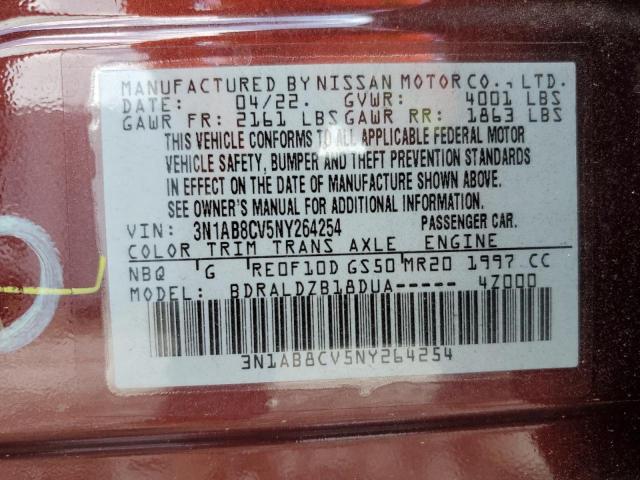 MANUFACTURED BY NISSAN MOTOR CO., LTD.
DATE: 04/22. GVWR: 4001 LBS
GAWR FR: 2161 LBS GAWR RR: 1863 LBS
THIS VEHICLE CONFORMS TO ALL APPLICABLE FEDERAL MOTOR
VEHICLE SAFETY, BUMPER AND THEFT PREVENTION STANDARDS
IN EFFECT ON THE DATE OF MANUFACTURE SHOWN ABOVE.
SEE OWNER'S MANUAL FOR ADDITIONAL INFORMATION.
VIN: 3N1AB8CV5NY264254 PASSENGER CAR.
COLOR TRIM TRANS AXLE ENGINE
NBQ G RE0F10D GS50 MR20 1997 CC
MODEL: BDRALDZB18DUA----- 4Z000
3N1AB8CV5NY264254